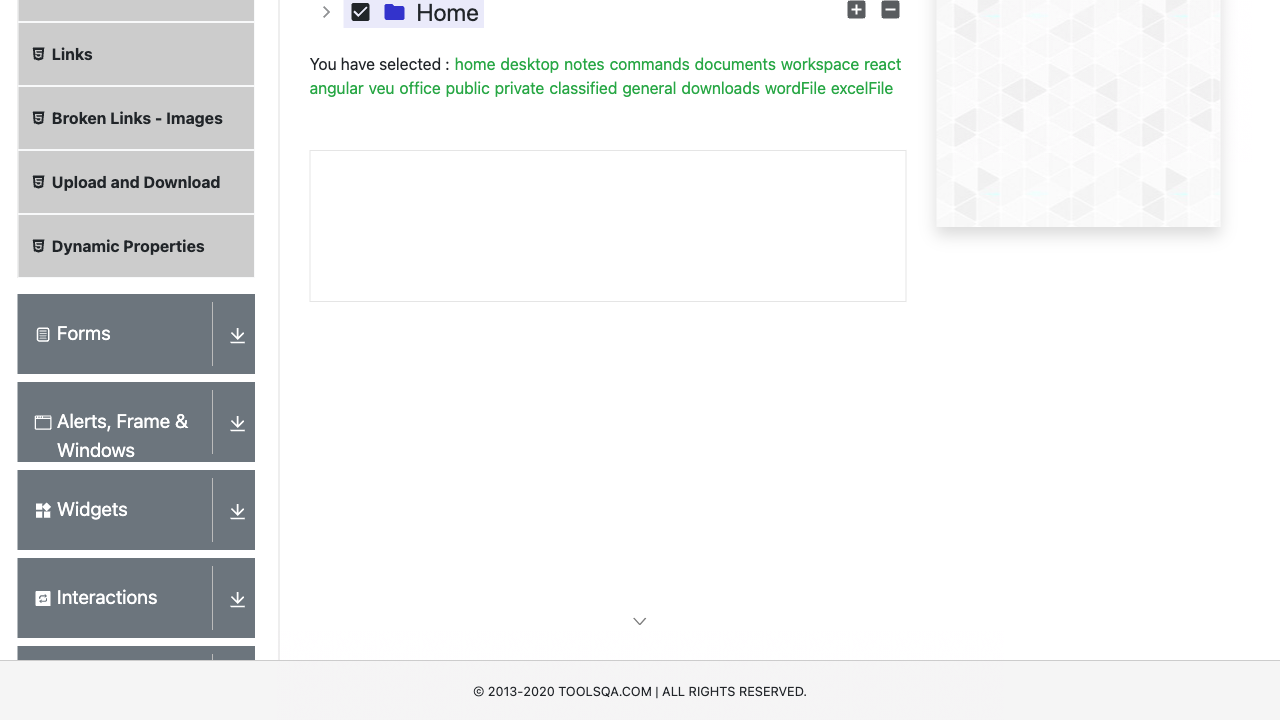 Links
Broken Links - Images
Upload and Download
Dynamic Properties
Forms
Alerts, Frame &
Windows
Widgets
Interactions
Home
You have selected : home desktop notes commands documents workspace react
angular veu office public private classified general downloads wordFile excelFile
© 2013-2020 TOOLSQA.COM | ALL RIGHTS RESERVED.